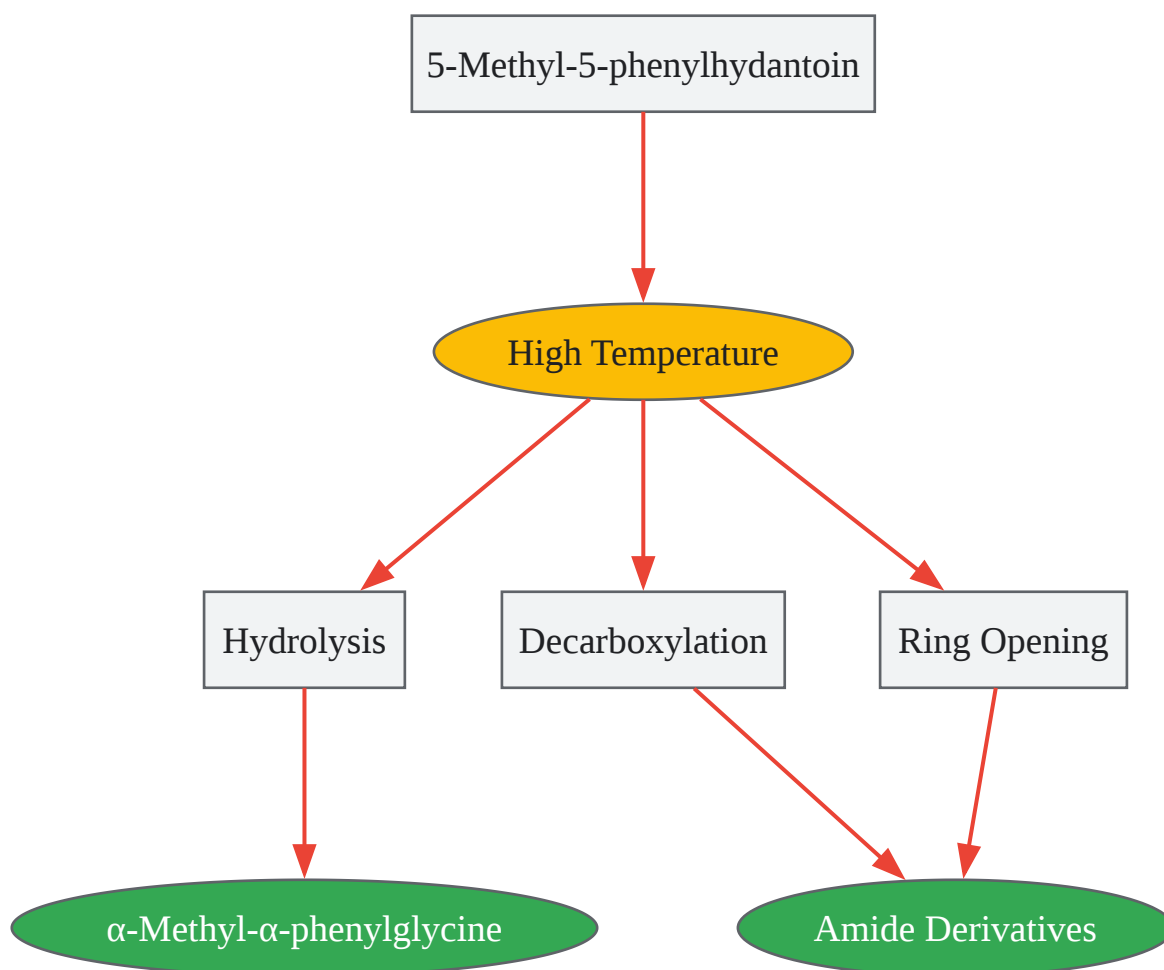 5-Methyl-5-phenylhydantoin
High Temperature
Hydrolysis
Decarboxylation
Ring Opening
α-Methyl-α-phenylglycine
Amide Derivatives